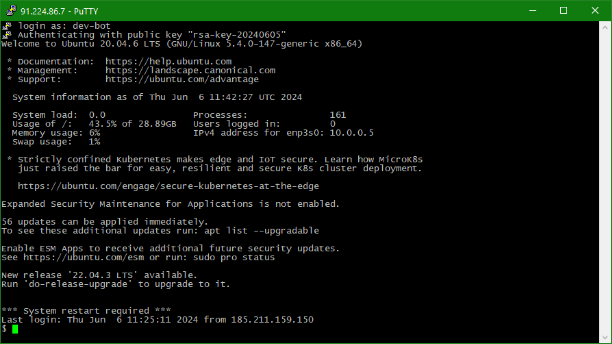 91.224.86.7 - PuTTY
login as: dev-bot
Authenticating with public key "rsa-key-20240605"
Welcome to Ubuntu 20.04.6 LTS (GNU/Linux 5.4.0-147-generic x86_64)
* Documentation:  https://help.ubuntu.com
* Management:     https://landscape.canonical.com
* Support:        https://ubuntu.com/advantage
System information as of Thu Jun  6 11:42:27 UTC 2024
System load:  0.0                Processes:               161
Usage of /:   43.5% of 28.89GB   Users logged in:         0
Memory usage: 6%                 IPv4 address for enp3s0: 10.0.0.5
Swap usage:   1%
* Strictly confined Kubernetes makes edge and IoT secure. Learn how MicroK8s
just raised the bar for easy, resilient and secure K8s cluster deployment.
https://ubuntu.com/engage/secure-kubernetes-at-the-edge
Expanded Security Maintenance for Applications is not enabled.
56 updates can be applied immediately.
To see these additional updates run: apt list --upgradable
Enable ESM Apps to receive additional future security updates.
See https://ubuntu.com/esm or run: sudo pro status
New release '22.04.3 LTS' available.
Run 'do-release-upgrade' to upgrade to it.
*** System restart required ***
Last login: Thu Jun  6 11:25:11 2024 from 185.211.159.150
$